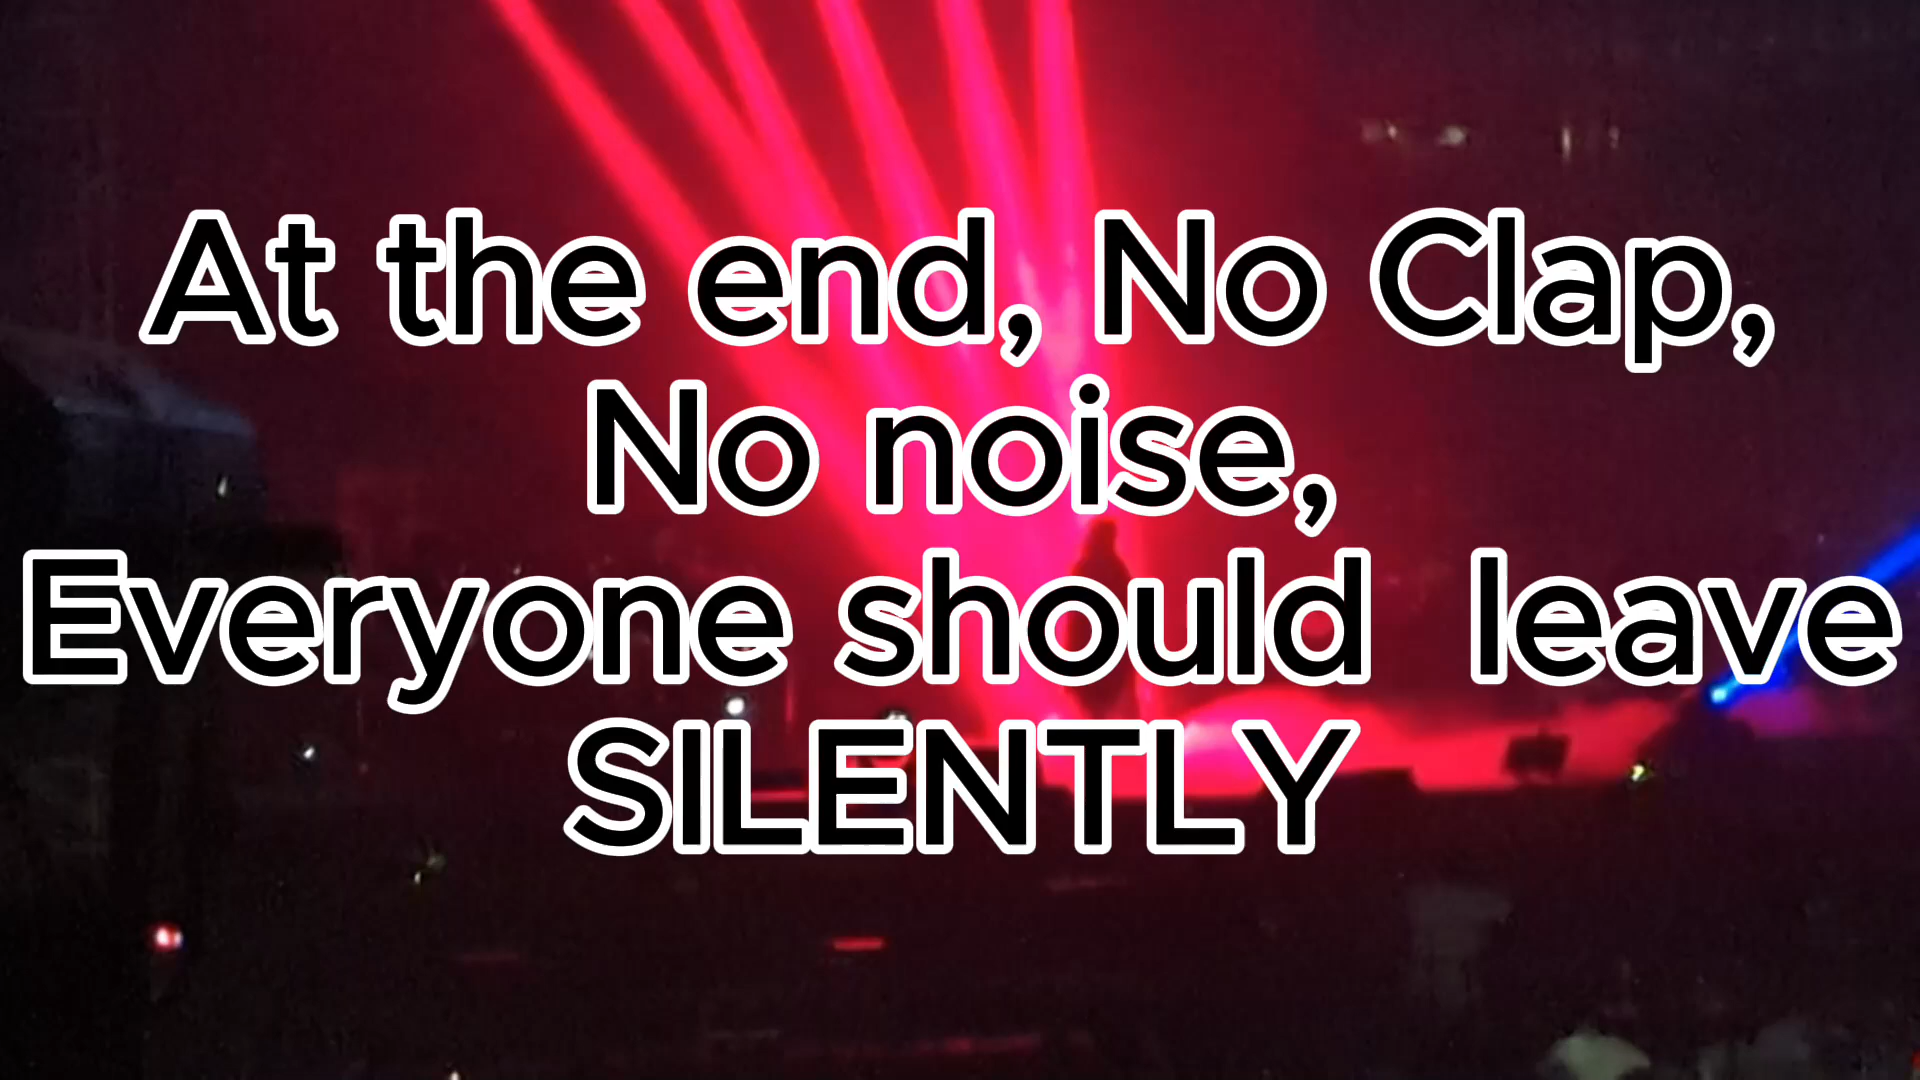 At the end, No Clap,
No noise,
Everyone should  leave
SILENTLY